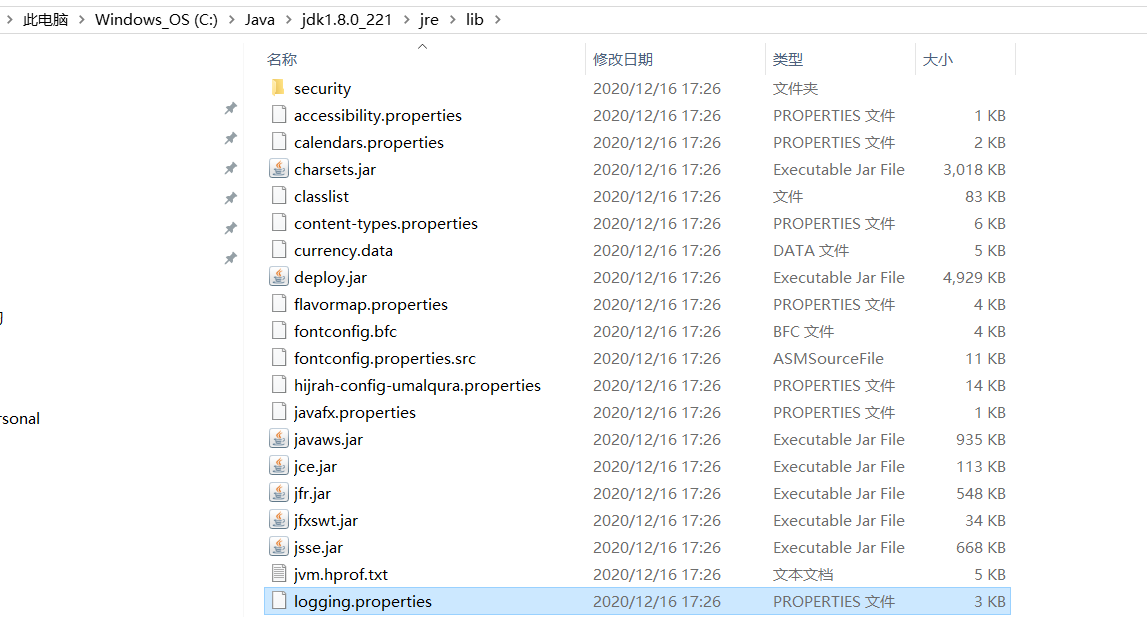 此电脑 Windows_OS (C:) Java jdk1.8.0_221 jre lib
名称 修改日期 类型 大小
security 2020/12/16 17:26 文件夹
accessibility.properties 2020/12/16 17:26 PROPERTIES 文件 1 KB
calendars.properties 2020/12/16 17:26 PROPERTIES 文件 2 KB
charsets.jar 2020/12/16 17:26 Executable Jar File 3,018 KB
classlist 2020/12/16 17:26 文件 83 KB
content-types.properties 2020/12/16 17:26 PROPERTIES 文件 6 KB
currency.data 2020/12/16 17:26 DATA 文件 5 KB
deploy.jar 2020/12/16 17:26 Executable Jar File 4,929 KB
flavormap.properties 2020/12/16 17:26 PROPERTIES 文件 4 KB
fontconfig.bfc 2020/12/16 17:26 BFC 文件 4 KB
fontconfig.properties.src 2020/12/16 17:26 ASMSourceFile 11 KB
hijrah-config-umalqura.properties 2020/12/16 17:26 PROPERTIES 文件 14 KB
javafx.properties 2020/12/16 17:26 PROPERTIES 文件 1 KB
rsonal
javaws.jar 2020/12/16 17:26 Executable Jar File 935 KB
jce.jar 2020/12/16 17:26 Executable Jar File 113 KB
jfr.jar 2020/12/16 17:26 Executable Jar File 548 KB
jfxswt.jar 2020/12/16 17:26 Executable Jar File 34 KB
jsse.jar 2020/12/16 17:26 Executable Jar File 668 KB
jvm.hprof.txt 2020/12/16 17:26 文本文档 5 KB
logging.properties 2020/12/16 17:26 PROPERTIES 文件 3 KB